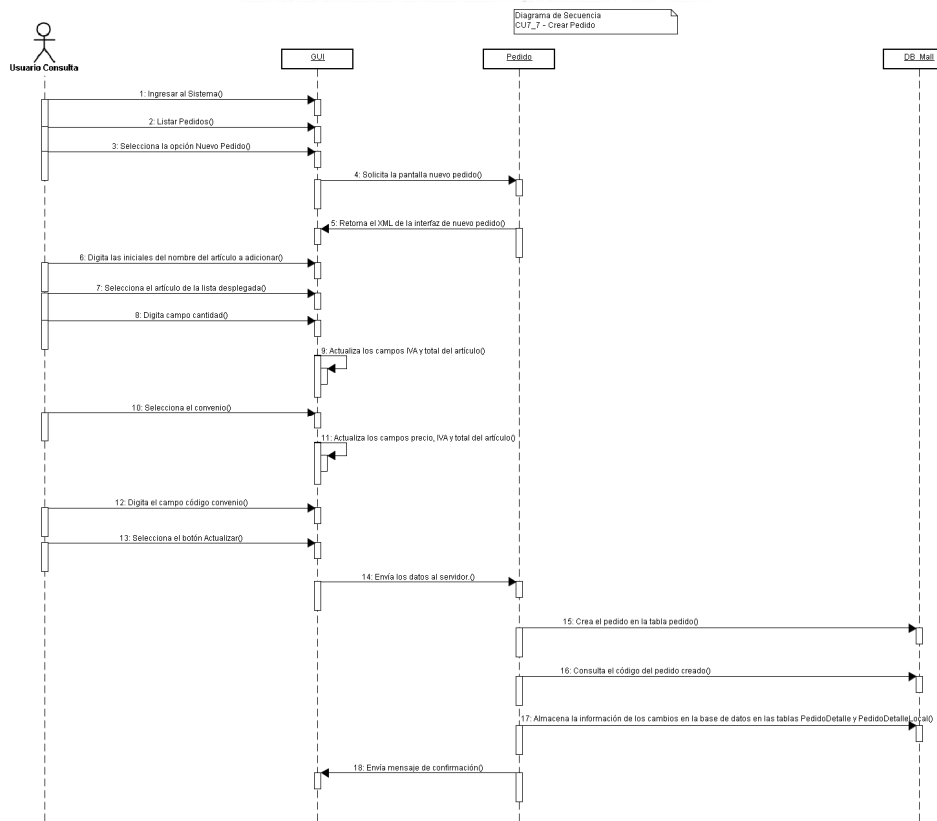 Diagrama de Secuencia
CU7_7 - Crear Pedido
Usuario Consulta
GUI
Pedido
DB_Mall
1: Ingresar al Sistema()
2: Listar Pedidos()
3: Selecciona la opción Nuevo Pedido()
4: Solicita la pantalla nuevo pedido()
5: Retorna el XML de la interfaz de nuevo pedido()
6: Digita las iniciales del nombre del artículo a adicionar()
7: Selecciona el artículo de la lista desplegada()
8: Digita campo cantidad()
9: Actualiza los campos IVA y total del artículo()
10: Selecciona el convenio()
11: Actualiza los campos precio, IVA y total del artículo()
12: Digita el campo código convenio()
13: Selecciona el botón Actualizar()
14: Envía los datos al servidor.()
15: Crea el pedido en la tabla pedido()
16: Consulta el código del pedido creado()
17: Almacena la información de los cambios en la base de datos en las tablas PedidoDetalle y PedidoDetalleLocal()
18: Envía mensaje de confirmación()